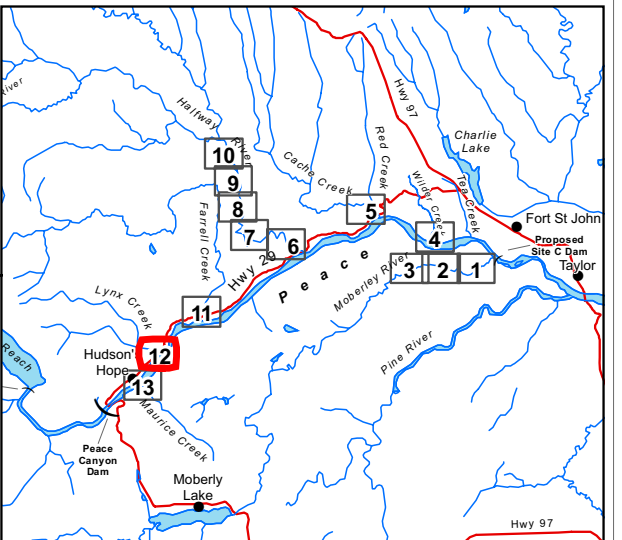 River
Halfway
River
Hwy 97
Charlie
Lake
Red Creek
Cache Creek
Wilder Creek
Tea Creek
10
9
8
7
6
5
4
3
2
1
Fort St John
Proposed
Site C Dam
Taylor
Farrell Creek
Hwy 29
Peace
Moberley River
11
Lynx Creek
Pine River
Reach
Hudson's
Hope
12
13
Maurice Creek
Peace
Canyon
Dam
Moberly
Lake
Hwy 97